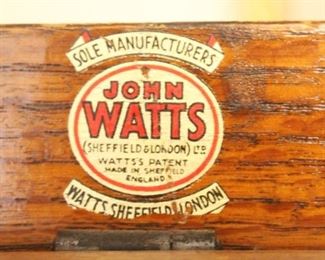 SOLE MANUFACTURERS
JOHN
WATTS
(SHEFFIELD & LONDON) LTD
WATTS'S PATENT
MADE IN SHEFFIELD
ENGLAND
WATTS, SHEFFIELD, LONDON